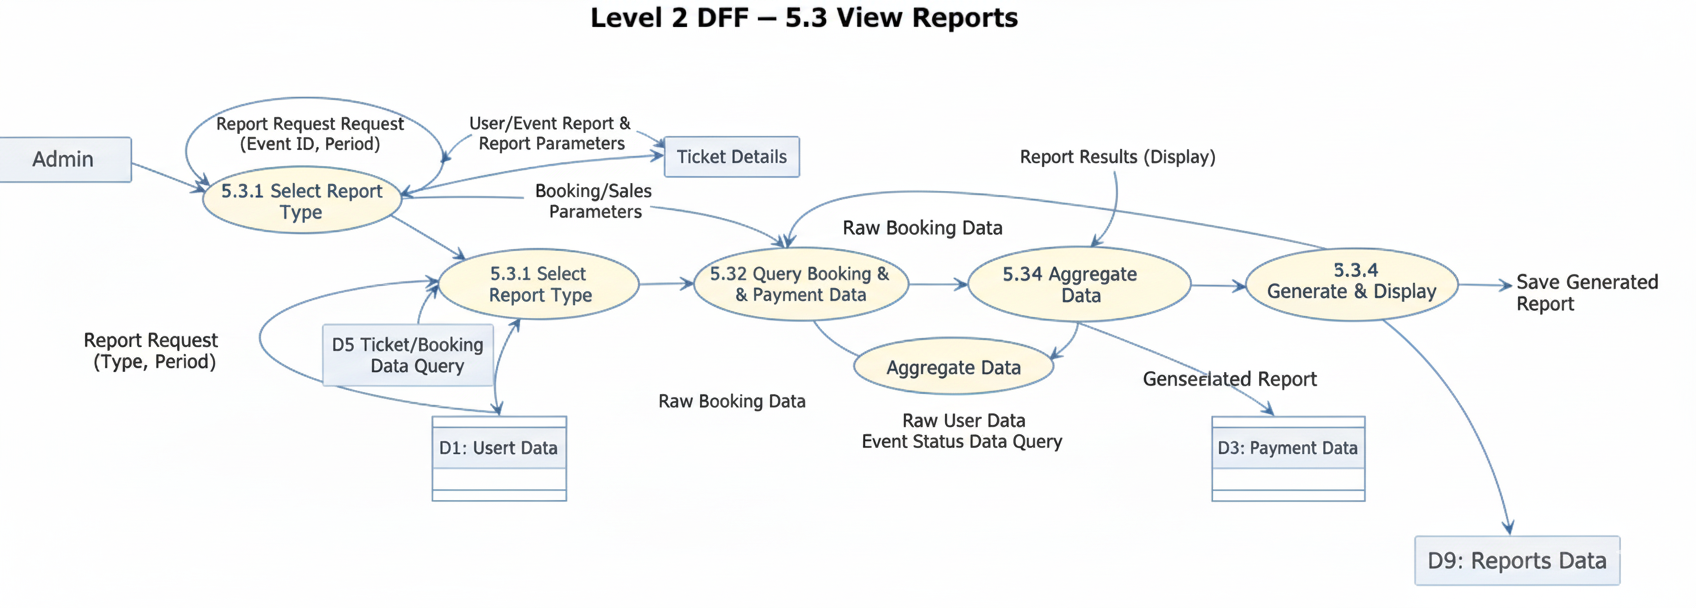 Level 2 DFF – 5.3 View Reports
Admin
Report Request Request
(Event ID, Period)
User/Event Report &
Report Parameters
Ticket Details
5.3.1 Select Report
Type
Booking/Sales
Parameters
Report Results (Display)
Raw Booking Data
5.3.1 Select
Report Type
5.32 Query Booking &
& Payment Data
5.34 Aggregate
Data
5.3.4
Generate & Display
Save Generated
Report
Report Request
(Type, Period)
D5 Ticket/Booking
Data Query
Aggregate Data
Raw Booking Data
Raw User Data
Event Status Data Query
Report
D1: Usert Data
D3: Payment Data
D9: Reports Data